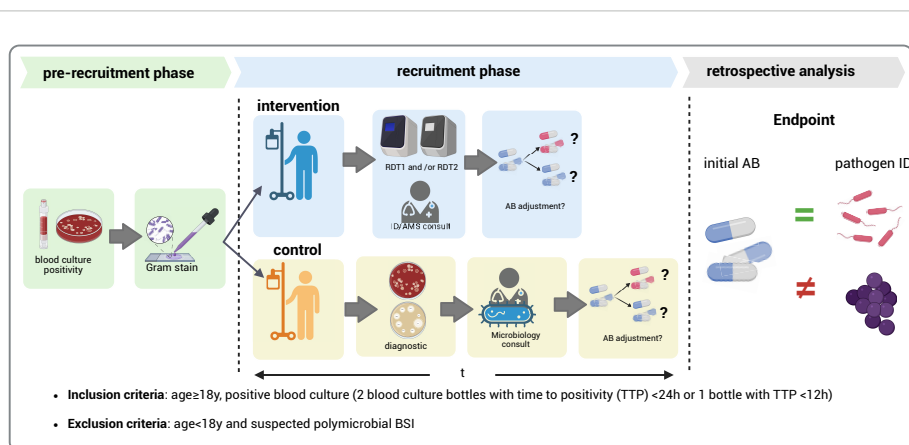 pre-recruitment phase
recruitment phase
retrospective analysis
intervention
Endpoint
RDT1 and /or RDT2
?
?
initial AB
pathogen ID
ID/AMS consult
AB adjustment?
=
blood culture
positivity
Gram stain
control
?
?
≠
diagnostic
Microbiology
consult
AB adjustment?
t
• Inclusion criteria: age≥18y, positive blood culture (2 blood culture bottles with time to positivity (TTP) <24h or 1 bottle with TTP <12h)
• Exclusion criteria: age<18y and suspected polymicrobial BSI